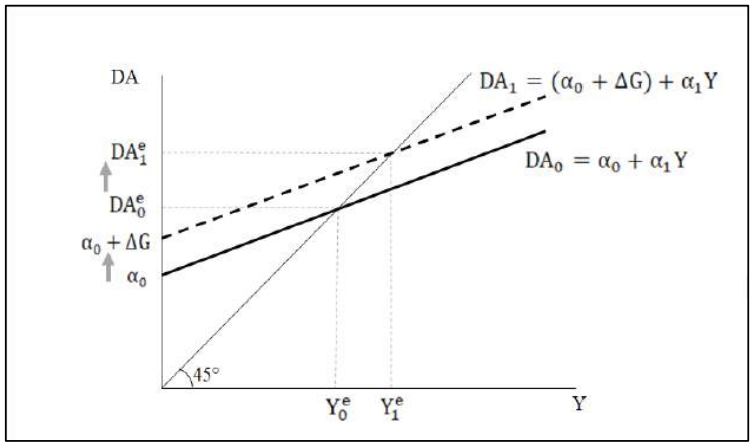 DA
DA₁ = (α₀ + ΔG) + α₁Y
DA₁ᵉ
DA₀ = α₀ + α₁Y
DA₀ᵉ
α₀ + ΔG
α₀
45°
Y₀ᵉ
Y₁ᵉ
Y